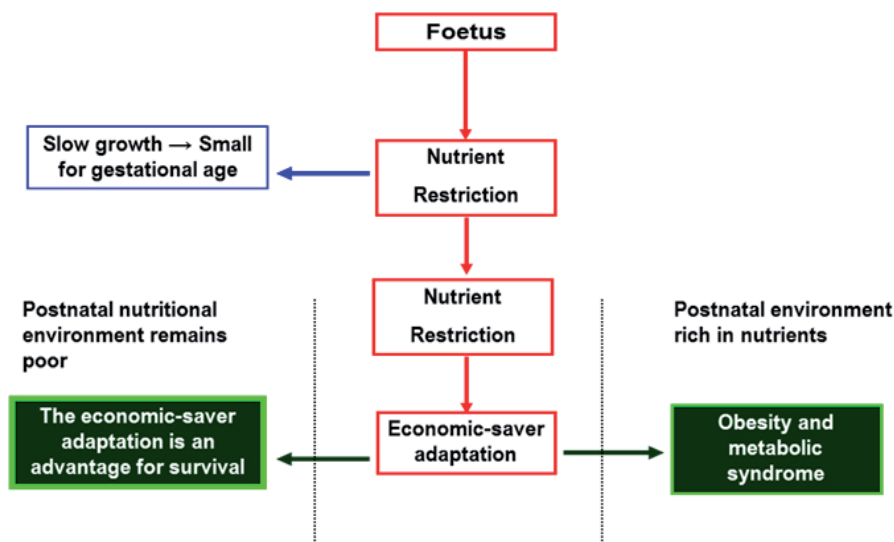 Foetus
Slow growth → Small
for gestational age
Nutrient
Restriction
Nutrient
Restriction
Postnatal nutritional
environment remains
poor
Postnatal environment
rich in nutrients
The economic-saver
adaptation is an
advantage for survival
Economic-saver
adaptation
Obesity and
metabolic
syndrome